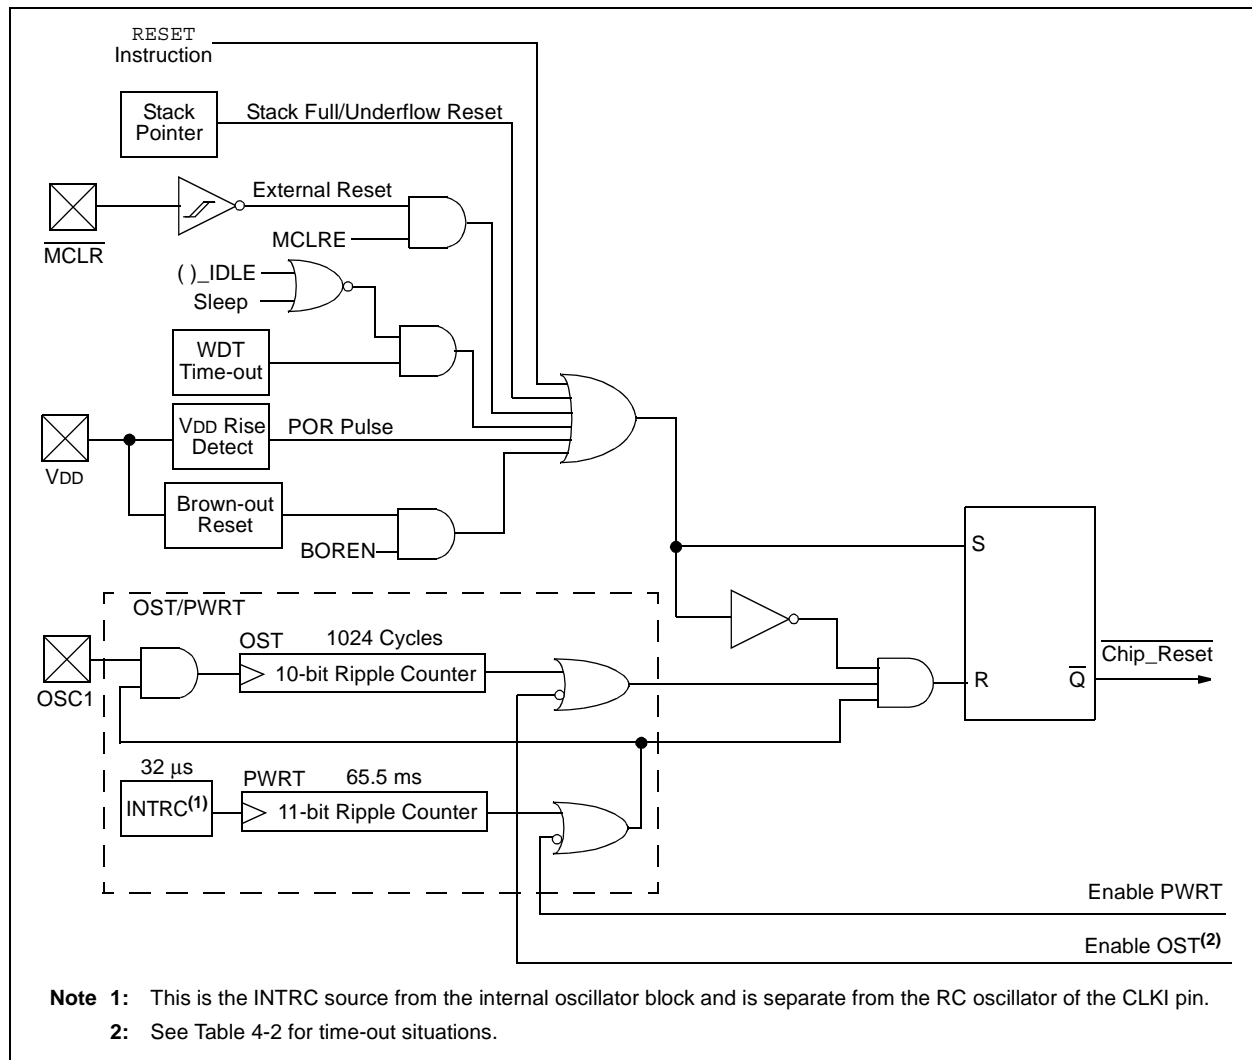 RESET
Instruction
Stack
Pointer
Stack Full/Underflow Reset
External Reset
MCLR
MCLRE
( )_IDLE
Sleep
WDT
Time-out
VDD Rise
Detect
POR Pulse
VDD
Brown-out
Reset
BOREN
S
OST/PWRT
OST
1024 Cycles
10-bit Ripple Counter
OSC1
R
Q
Chip_Reset
32 μs
INTRC(1)
PWRT
65.5 ms
11-bit Ripple Counter
Enable PWRT
Enable OST(2)
Note 1: This is the INTRC source from the internal oscillator block and is separate from the RC oscillator of the CLKI pin.
2: See Table 4-2 for time-out situations.